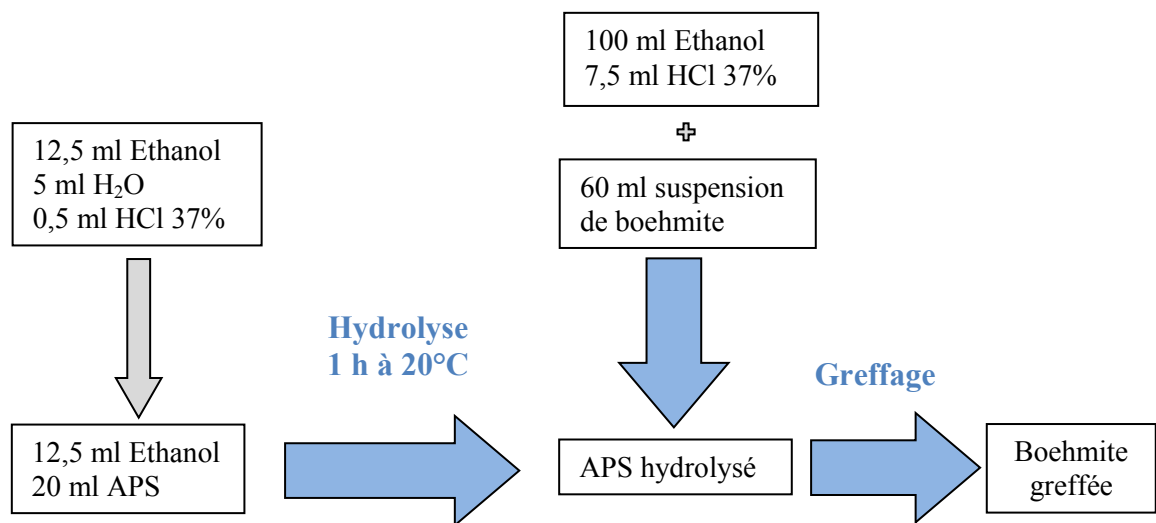 100 ml Ethanol
7,5 ml HCl 37%
12,5 ml Ethanol
5 ml H₂O
0,5 ml HCl 37%
60 ml suspension
de boehmite
Hydrolyse
1 h à 20°C
Greffage
12,5 ml Ethanol
20 ml APS
APS hydrolysé
Boehmite
greffée